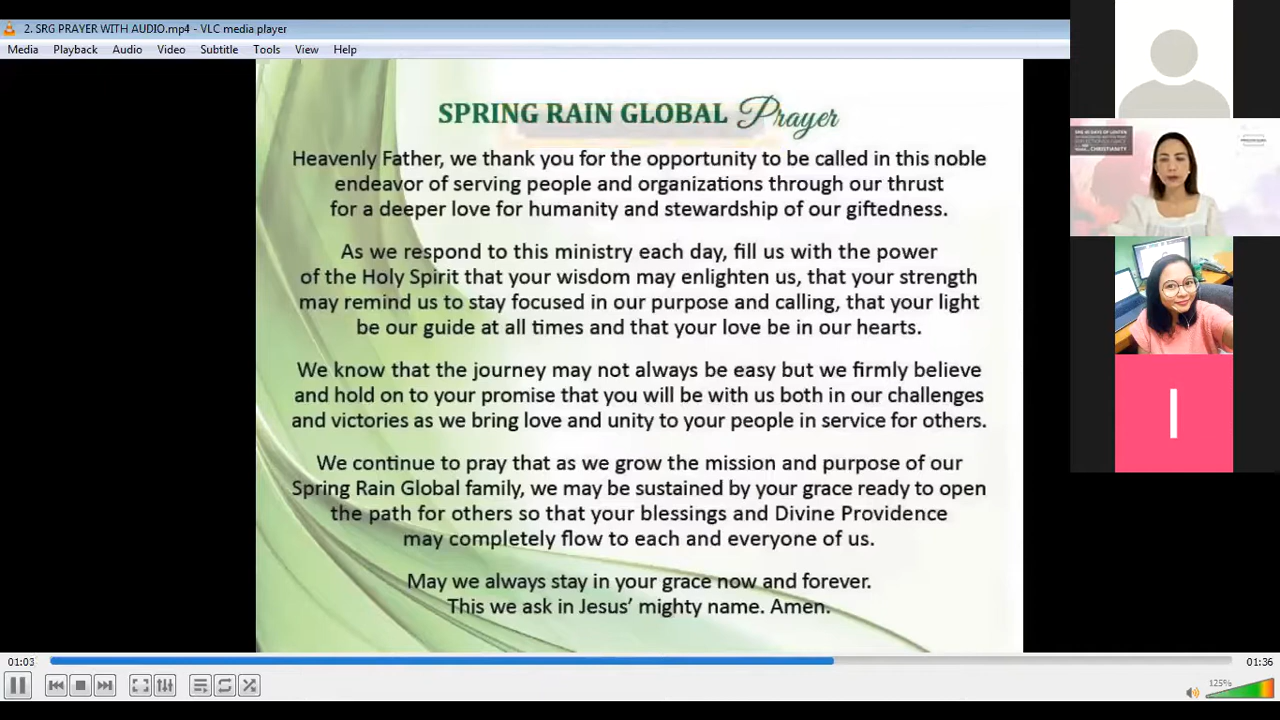 2. SRG PRAYER WITH AUDIO.mp4 - VLC media player
Media Playback Audio Video Subtitle Tools View Help
SPRING RAIN GLOBAL Prayer
Heavenly Father, we thank you for the opportunity to be called in this noble
endeavor of serving people and organizations through our thrust
for a deeper love for humanity and stewardship of our giftedness.
As we respond to this ministry each day, fill us with the power
of the Holy Spirit that your wisdom may enlighten us, that your strength
may remind us to stay focused in our purpose and calling, that your light
be our guide at all times and that your love be in our hearts.
We know that the journey may not always be easy but we firmly believe
and hold on to your promise that you will be with us both in our challenges
and victories as we bring love and unity to your people in service for others.
We continue to pray that as we grow the mission and purpose of our
Spring Rain Global family, we may be sustained by your grace ready to open
the path for others so that your blessings and Divine Providence
may completely flow to each and everyone of us.
May we always stay in your grace now and forever.
This we ask in Jesus' mighty name. Amen.
01:03
01:36
125%
SRG 40 DAYS OF LENTEN
CHRISTIANITY
I